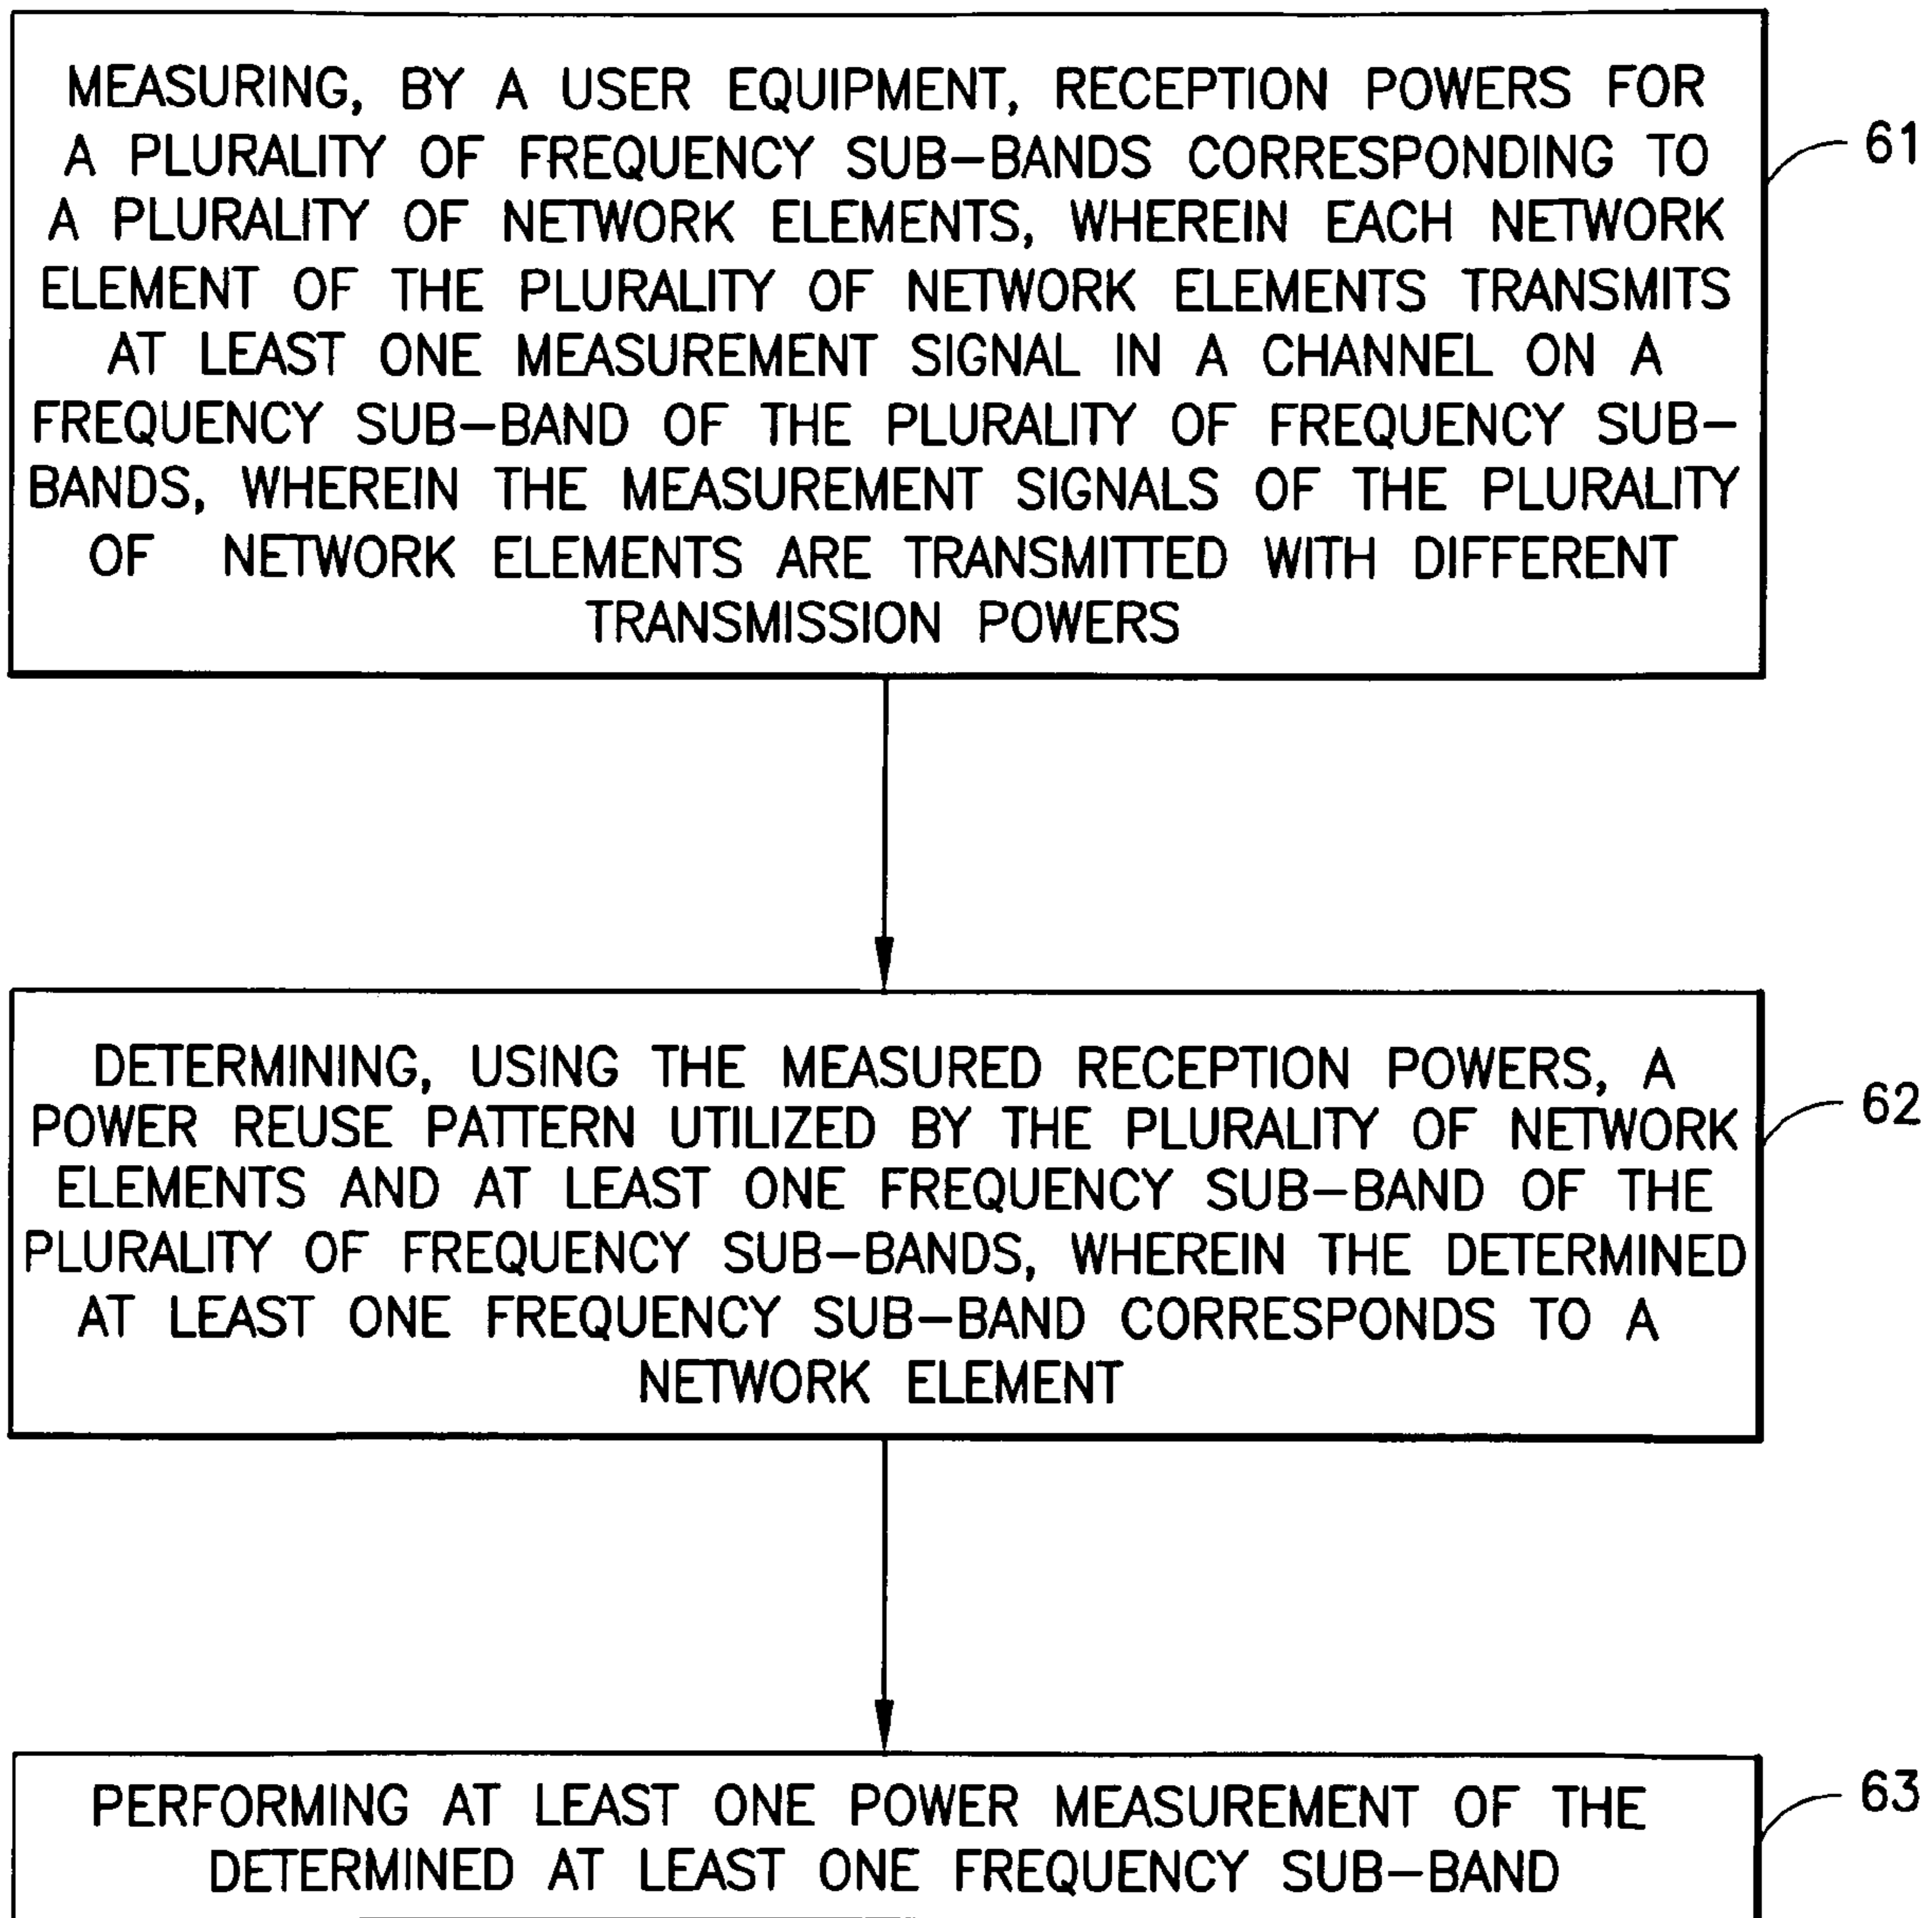 MEASURING, BY A USER EQUIPMENT, RECEPTION POWERS FOR
A PLURALITY OF FREQUENCY SUB-BANDS CORRESPONDING TO
A PLURALITY OF NETWORK ELEMENTS, WHEREIN EACH NETWORK
ELEMENT OF THE PLURALITY OF NETWORK ELEMENTS TRANSMITS
AT LEAST ONE MEASUREMENT SIGNAL IN A CHANNEL ON A
FREQUENCY SUB-BAND OF THE PLURALITY OF FREQUENCY SUB-
BANDS, WHEREIN THE MEASUREMENT SIGNALS OF THE PLURALITY
OF NETWORK ELEMENTS ARE TRANSMITTED WITH DIFFERENT
TRANSMISSION POWERS
61
DETERMINING, USING THE MEASURED RECEPTION POWERS, A
POWER REUSE PATTERN UTILIZED BY THE PLURALITY OF NETWORK
ELEMENTS AND AT LEAST ONE FREQUENCY SUB-BAND OF THE
PLURALITY OF FREQUENCY SUB-BANDS, WHEREIN THE DETERMINED
AT LEAST ONE FREQUENCY SUB-BAND CORRESPONDS TO A
NETWORK ELEMENT
62
PERFORMING AT LEAST ONE POWER MEASUREMENT OF THE
DETERMINED AT LEAST ONE FREQUENCY SUB-BAND
63